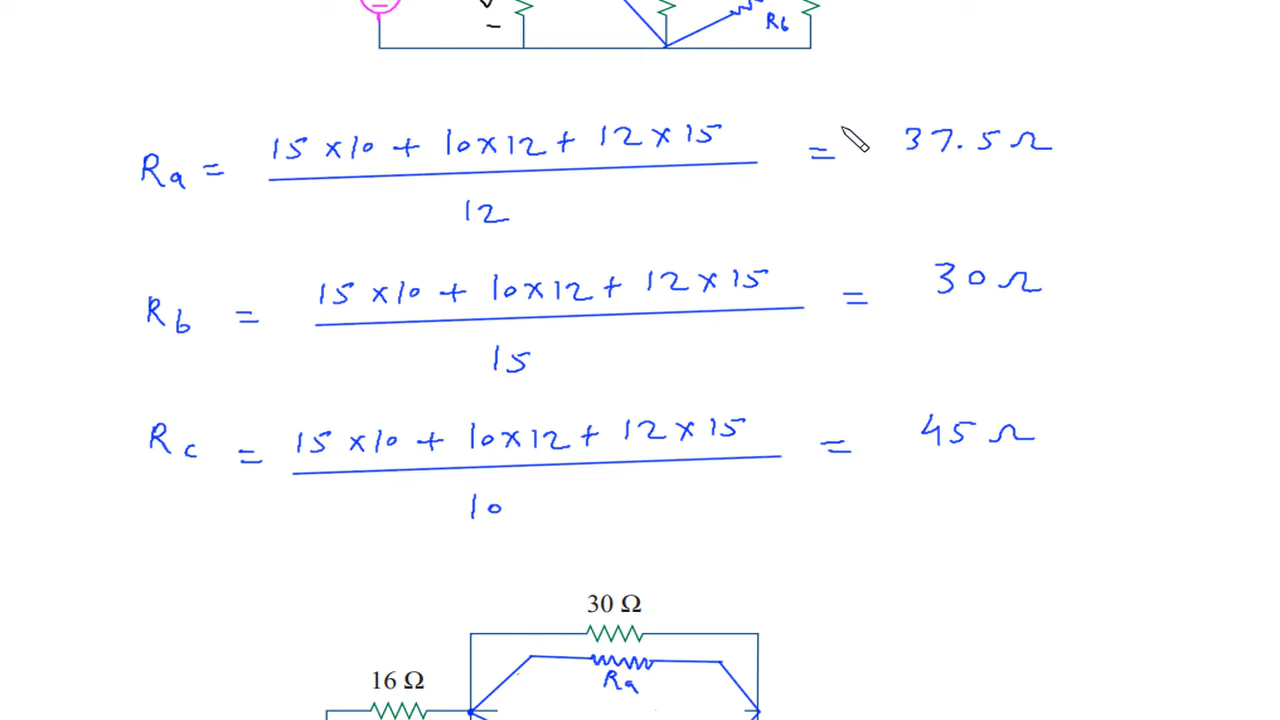 Rb
Ra = 15 × 10 + 10 × 12 + 12 × 15 / 12 = 37.5 Ω
Rb = 15 × 10 + 10 × 12 + 12 × 15 / 15 = 30 Ω
Rc = 15 × 10 + 10 × 12 + 12 × 15 / 10 = 45 Ω
30 Ω
Ra
16 Ω